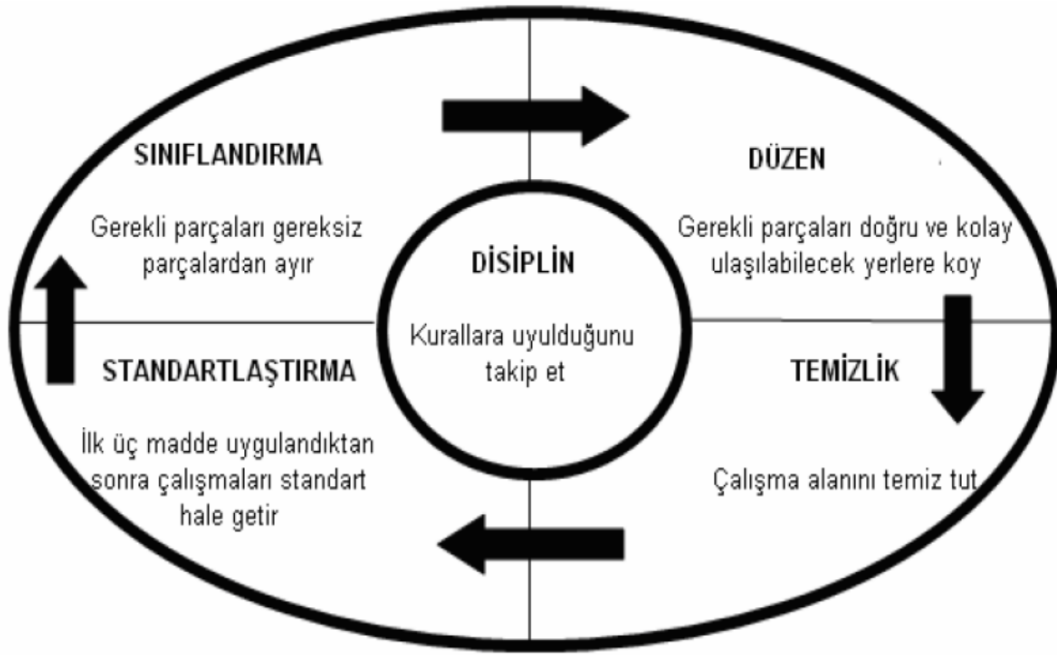 SINIFLANDIRMA
Gerekli parçaları gereksiz
parçalardan ayır
DÜZEN
Gerekli parçaları doğru ve kolay
ulaşılabilecek yerlere koy
DİSİPLİN
Kurallara uyulduğunu
takip et
STANDARTLAŞTIRMA
İlk üç madde uygulandıktan
sonra çalışmaları standart
hale getir
TEMİZLİK
Çalışma alanını temiz tut